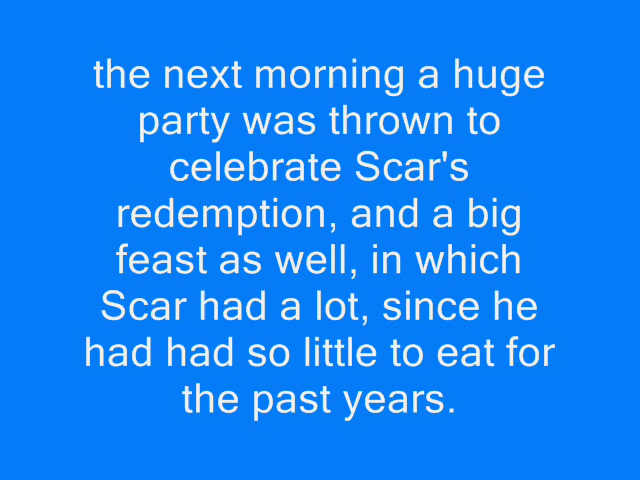 the next morning a huge
party was thrown to
celebrate Scar's
redemption, and a big
feast as well, in which
Scar had a lot, since he
had had so little to eat for
the past years.